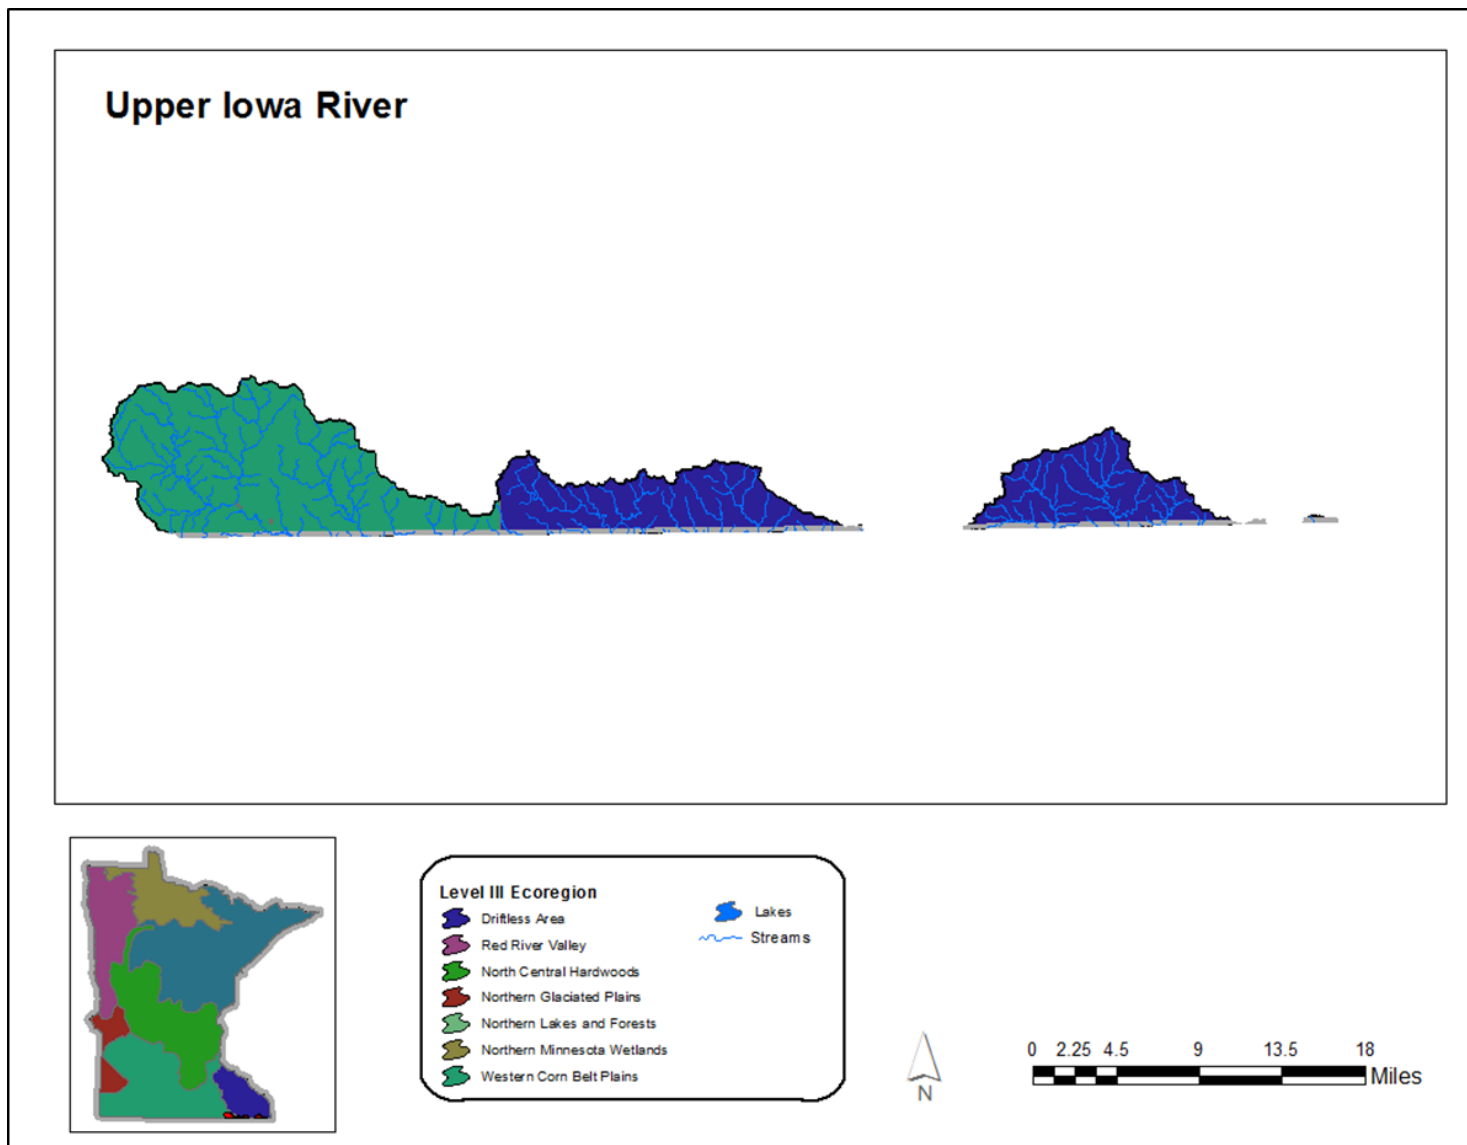 Upper Iowa River
Level III Ecoregion
Driftless Area
Red River Valley
North Central Hardwoods
Northern Glaciated Plains
Northern Lakes and Forests
Northern Minnesota Wetlands
Western Corn Belt Plains
Lakes
Streams
N
0 2.25 4.5 9 13.5 18
Miles